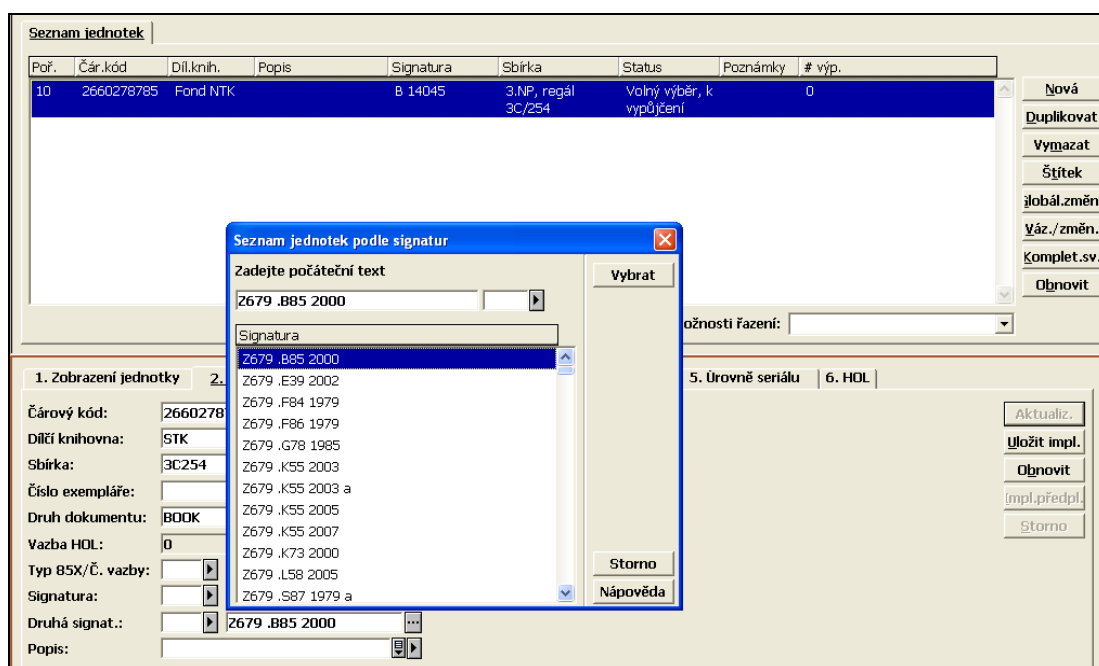 Seznam jednotek
Poř. Čár.kód Díl.knih. Popis Signatura Sbírka Status Poznámky # výp.
10 2660278785 Fond NTK B 14045 3.NP, regál 3C/254 Volný výběr, k vypůjčení 0
Nová
Duplikovat
Vymazat
Štítek
globál.změn
Váz./změn.
Komplet.sv.
Obnovit
ožnosti řazení:
Seznam jednotek podle signatur
Zadejte počáteční text
Z679 .B85 2000
Signatura
Z679 .B85 2000
Z679 .E39 2002
Z679 .F84 1979
Z679 .F86 1979
Z679 .G78 1985
Z679 .K55 2003
Z679 .K55 2003 a
Z679 .K55 2005
Z679 .K55 2007
Z679 .K73 2000
Z679 .L58 2005
Z679 .S87 1979 a
Vybrat
Storno
Nápověda
1. Zobrazení jednotky 2. 5. Úrovně seriálu 6. HOL
Čárový kód: 2660278
Dílčí knihovna: STK
Sbírka: 3C254
Číslo exempláře:
Druh dokumentu: BOOK
Vazba HOL: 0
Typ 85X/Č. vazby:
Signatura:
Druhá signat.: Z679 .B85 2000
Popis:
Aktualiz.
Uložit impl.
Obnovit
Impl.předpl.
Storno